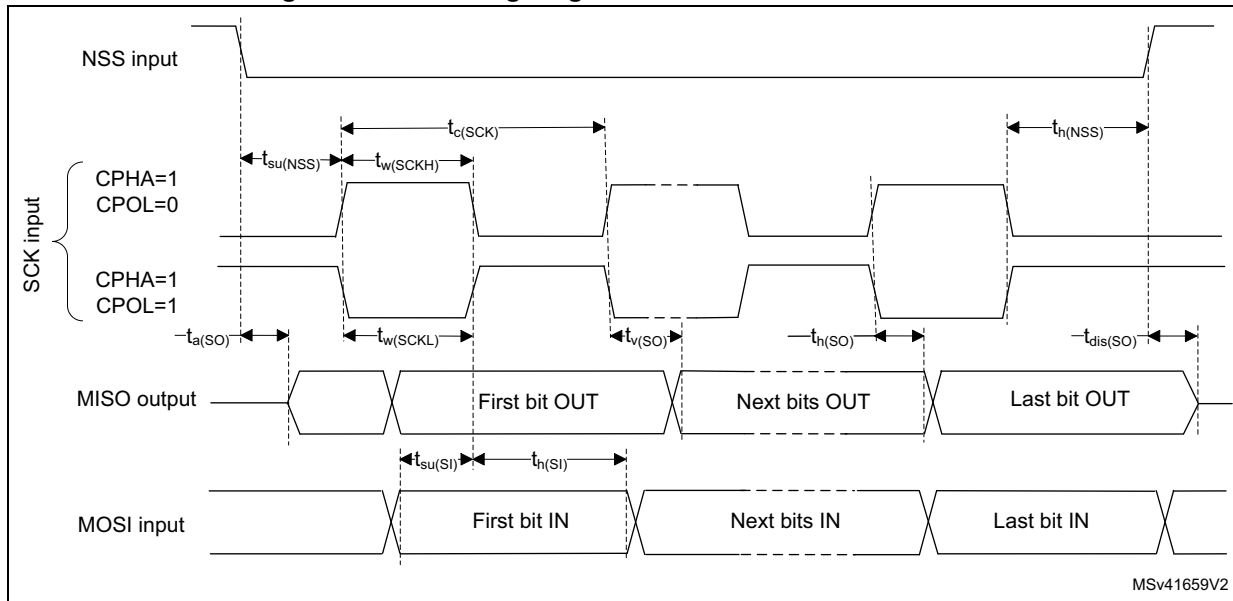 NSS input
tc(SCK)
th(NSS)
tsu(NSS)
tw(SCKH)
CPHA=1
CPOL=0
SCK input
CPHA=1
CPOL=1
ta(SO)
tw(SCKL)
tv(SO)
th(SO)
tdis(SO)
MISO output
First bit OUT
Next bits OUT
Last bit OUT
tsu(SI)
th(SI)
MOSI input
First bit IN
Next bits IN
Last bit IN
MSv41659V2